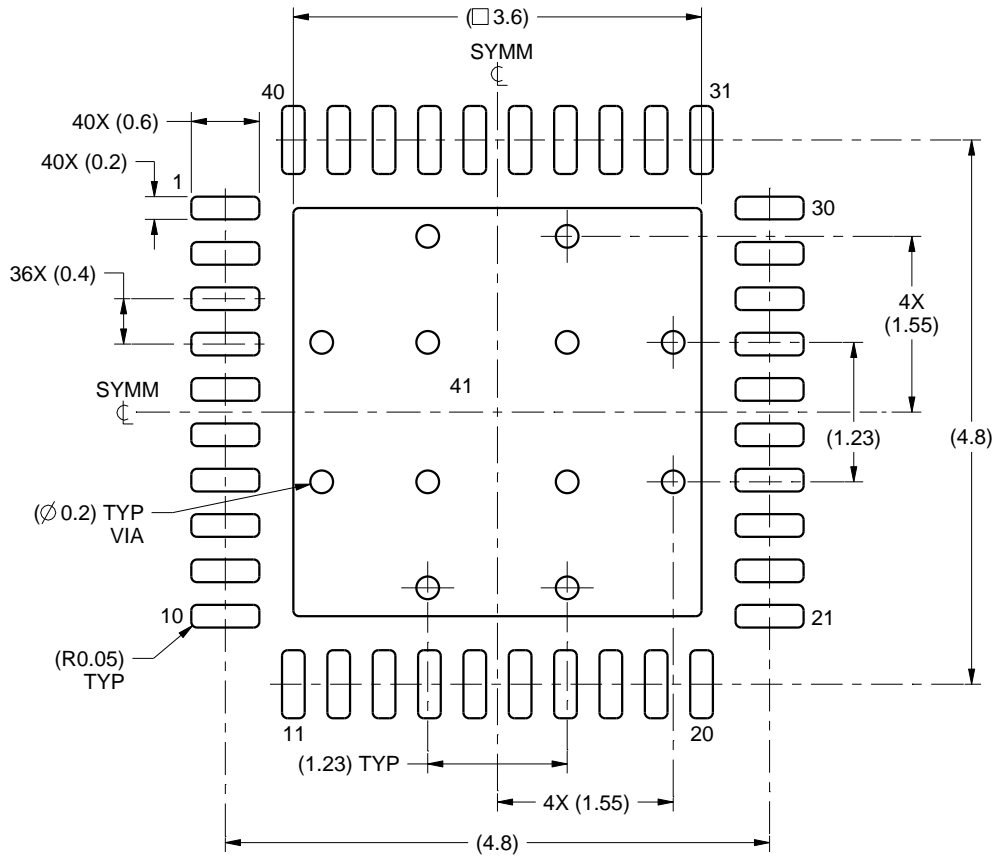 (□ 3.6)
SYMM
℄
40
31
40X (0.6)
40X (0.2)
1
30
36X (0.4)
4X
(1.55)
41
SYMM
℄
(1.23)
(4.8)
(∅ 0.2) TYP
VIA
10
21
(R0.05)
TYP
11
20
(1.23) TYP
4X (1.55)
(4.8)